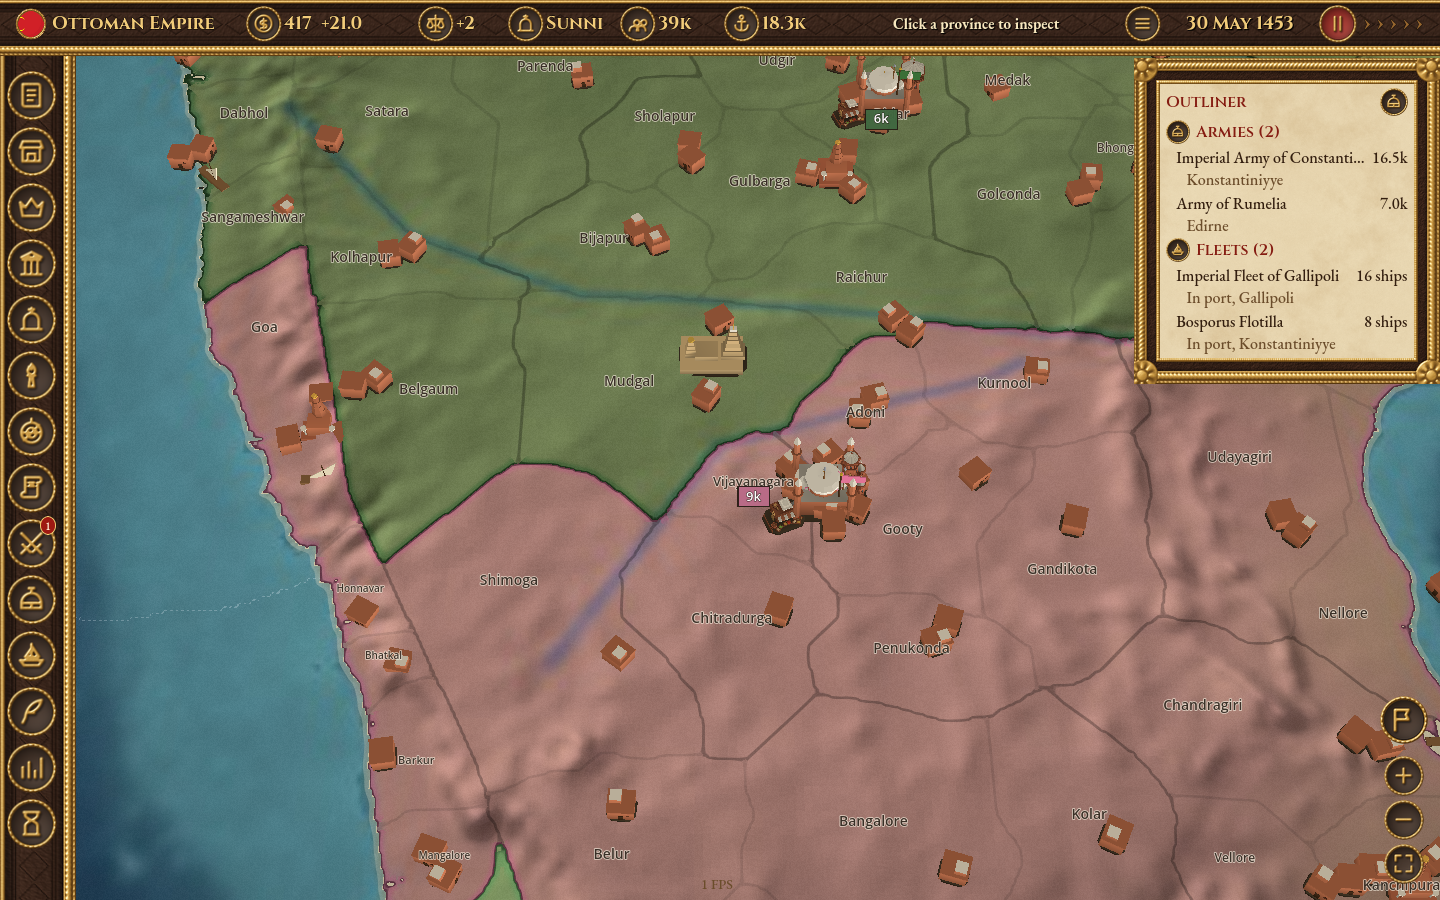 OTTOMAN EMPIRE 417 +21.0 +2 SUNNI 39K 18.3K Click a province to inspect 30 MAY 1453
OUTLINER
ARMIES (2)
Imperial Army of Constanti... 16.5k
Konstantiniyye
Army of Rumelia 7.0k
Edirne
FLEETS (2)
Imperial Fleet of Gallipoli 16 ships
In port, Gallipoli
Bosporus Flotilla 8 ships
In port, Konstantiniyye
Parenda
Udgir
Medak
Dabhol
Satara
Sholapur
6k
Bhong
Gulbarga
Golconda
Sangameshwar
Kolhapur
Bijapur
Raichur
Goa
Mudgal
Belgaum
Kurnool
Adoni
Udayagiri
Vijayanagara
9k
1
Gooty
Gandikota
Shimoga
Honnavar
Chitradurga
Nellore
Bhatkal
Penukonda
Chandragiri
Barkur
Kolar
Bangalore
Mangalore
Belur
Vellore
1 FPS
Kanchipura